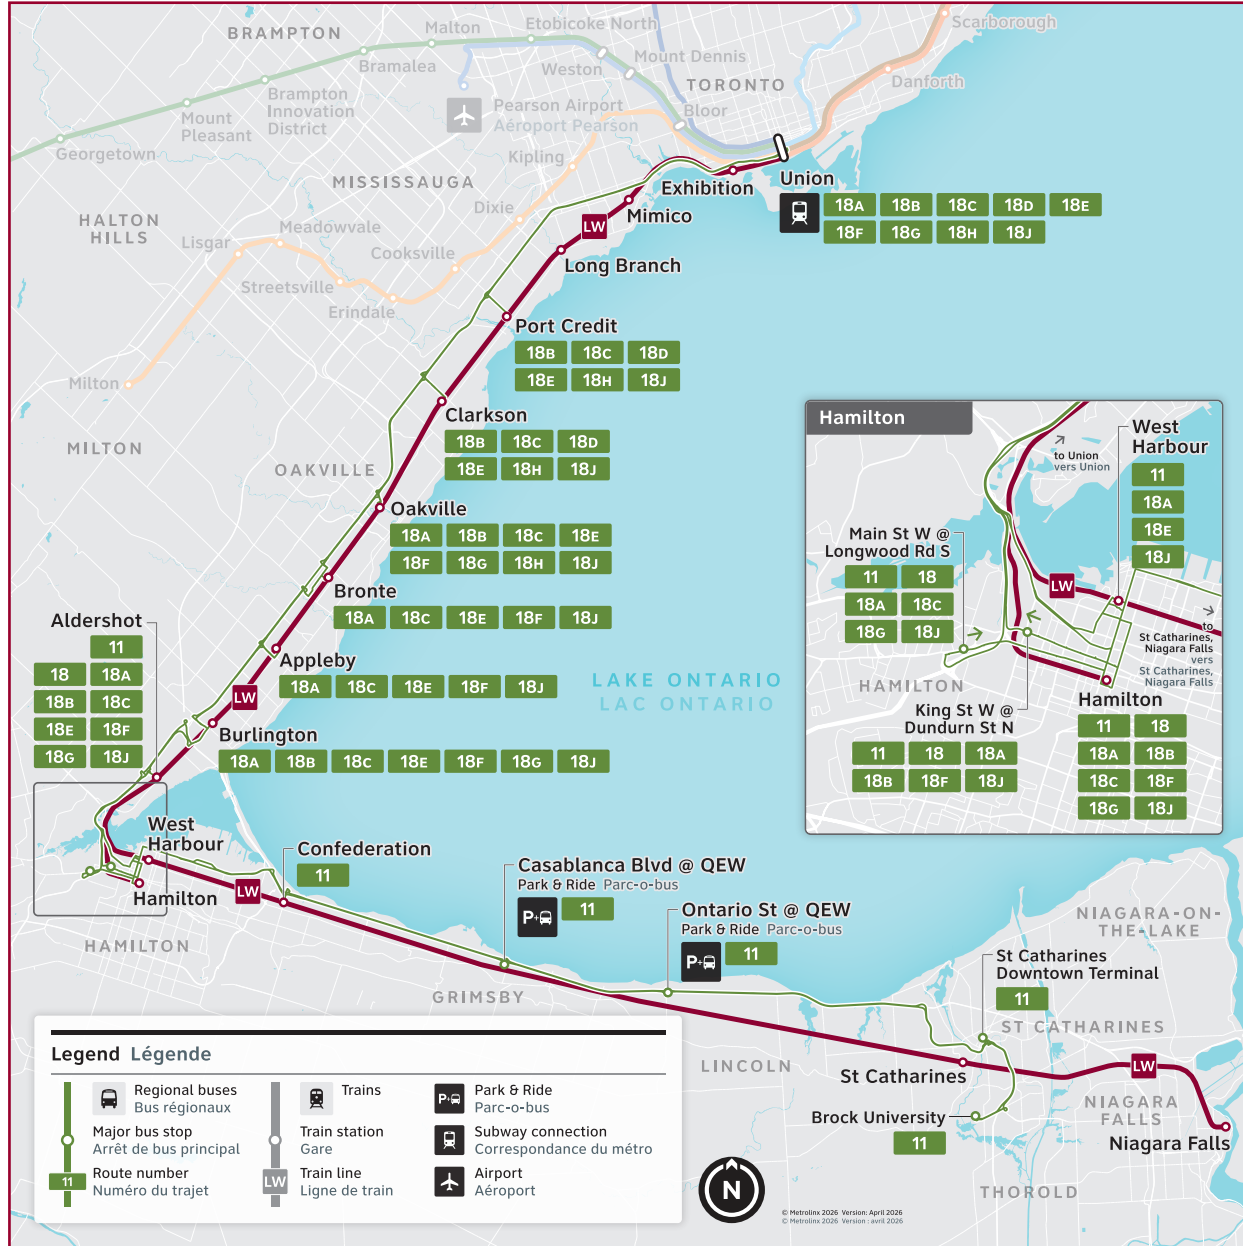 BRAMPTON
Malton
Etobicoke North
Scarborough
Bramalea
Weston
Mount Dennis
TORONTO
Danforth
Brampton
Innovation
District
Mount
Pleasant
Pearson Airport
Aéroport Pearson
Bloor
Georgetown
Kipling
MISSISSAUGA
Exhibition
Union
18A 18B 18C 18D 18E
18F 18G 18H 18J
Dixie
Mimico
HALTON
HILLS
Meadowvale
Lisgar
Cooksville
LW
Long Branch
Streetsville
Erindale
Port Credit
18B 18C 18D
18E 18H 18J
Milton
Clarkson
18B 18C 18D
18E 18H 18J
MILTON
OAKVILLE
Oakville
18A 18B 18C 18E
18F 18G 18H 18J
Bronte
18A 18C 18E 18F 18J
Appleby
18A 18C 18E 18F 18J
LW
Aldershot
11
18 18A
18B 18C
18E 18F
18G 18J
Burlington
18A 18B 18C 18E 18F 18G 18J
LAKE ONTARIO
LAC ONTARIO
Hamilton
to Union
vers Union
West
Harbour
11
18A
18E
18J
Main St W @
Longwood Rd S
11 18
18A 18C
18G 18J
LW
to
St Catharines,
Niagara Falls
vers
St Catharines,
Niagara Falls
HAMILTON
King St W @
Dundurn St N
11 18 18A
18B 18F 18J
Hamilton
11 18
18A 18B
18C 18F
18G 18J
West
Harbour
Hamilton
LW
HAMILTON
Confederation
11
Casablanca Blvd @ QEW
Park & Ride Parc-o-bus
P+ 11
Ontario St @ QEW
Park & Ride Parc-o-bus
P+ 11
GRIMSBY
NIAGARA-ON-
THE-LAKE
St Catharines
Downtown Terminal
11
ST CATHARINES
LINCOLN
St Catharines
LW
Brock University
11
NIAGARA
FALLS
Niagara Falls
THOROLD
Legend Légende
Regional buses
Bus régionaux
Major bus stop
Arrêt de bus principal
11
Route number
Numéro du trajet
Trains
Train station
Gare
LW
Train line
Ligne de train
P+
Park & Ride
Parc-o-bus
Subway connection
Correspondance du métro
Airport
Aéroport
N
© Metrolinx 2026 Version: April 2026
© Metrolinx 2026 Version : avril 2026